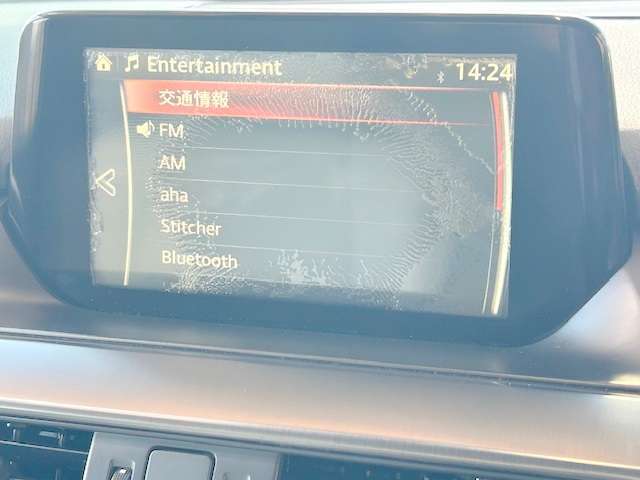 Entertainment
14:24
交通情報
FM
AM
aha
Stitcher
Bluetooth